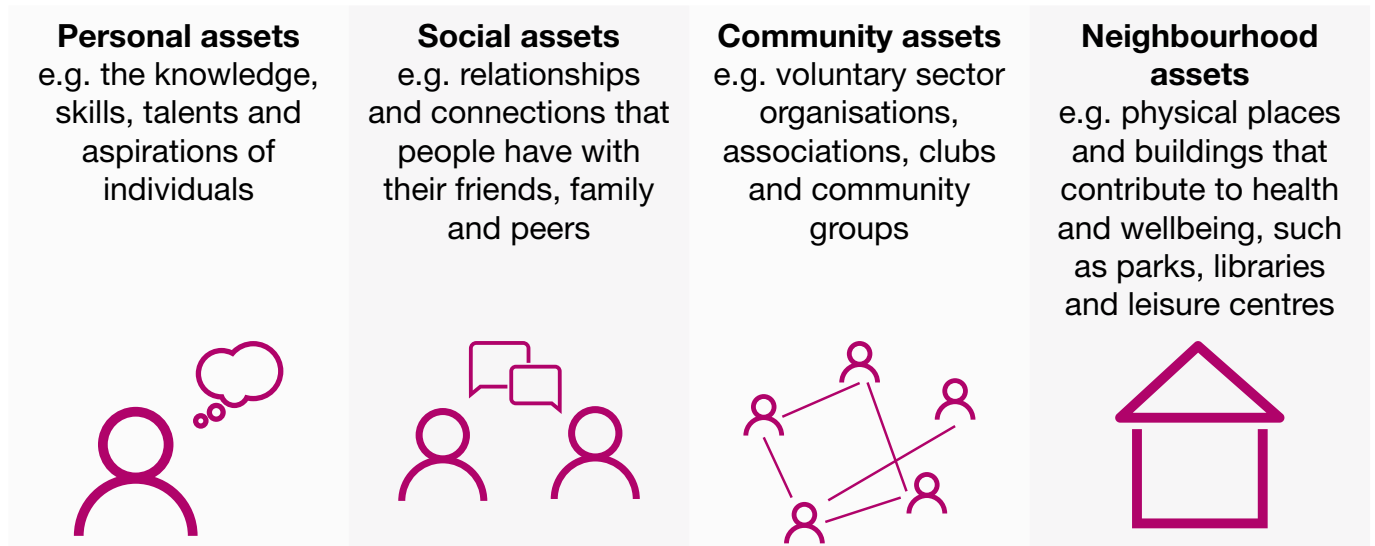 Personal assets
e.g. the knowledge,
skills, talents and
aspirations of
individuals
Social assets
e.g. relationships
and connections that
people have with
their friends, family
and peers
Community assets
e.g. voluntary sector
organisations,
associations, clubs
and community
groups
Neighbourhood
assets
e.g. physical places
and buildings that
contribute to health
and wellbeing, such
as parks, libraries
and leisure centres